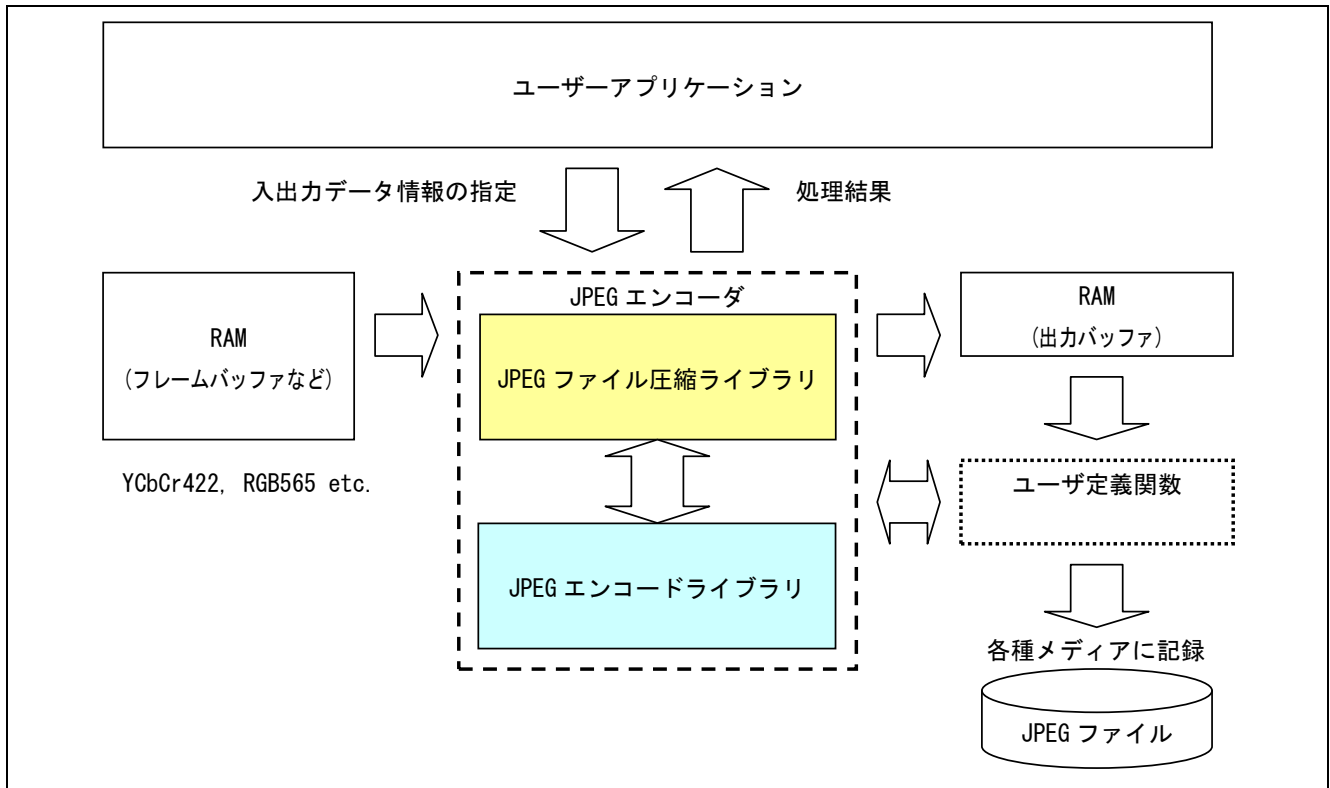 ユーザーアプリケーション
入出力データ情報の指定
処理結果
JPEG エンコーダ
RAM
(フレームバッファなど)
YCbCr422, RGB565 etc.
JPEG ファイル圧縮ライブラリ
JPEG エンコードライブラリ
RAM
(出力バッファ)
ユーザ定義関数
各種メディアに記録
JPEG ファイル